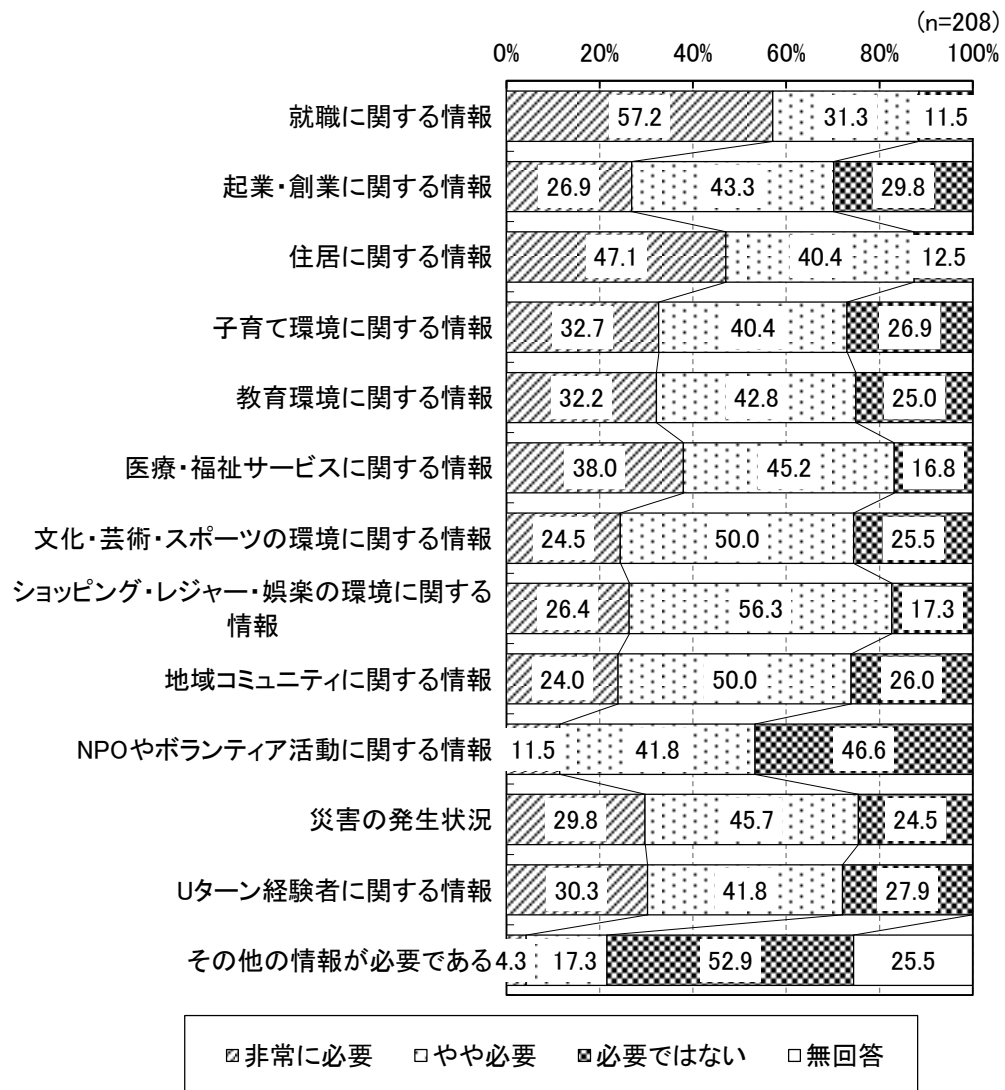 (n=208)
0% 20% 40% 60% 80% 100%
就職に関する情報 57.2 31.3 11.5
起業・創業に関する情報 26.9 43.3 29.8
住居に関する情報 47.1 40.4 12.5
子育て環境に関する情報 32.7 40.4 26.9
教育環境に関する情報 32.2 42.8 25.0
医療・福祉サービスに関する情報 38.0 45.2 16.8
文化・芸術・スポーツの環境に関する情報 24.5 50.0 25.5
ショッピング・レジャー・娯楽の環境に関する
情報 26.4 56.3 17.3
地域コミュニティに関する情報 24.0 50.0 26.0
NPOやボランティア活動に関する情報 11.5 41.8 46.6
災害の発生状況 29.8 45.7 24.5
Uターン経験者に関する情報 30.3 41.8 27.9
その他の情報が必要である 4.3 17.3 52.9 25.5
非常に必要 やや必要 必要ではない 無回答